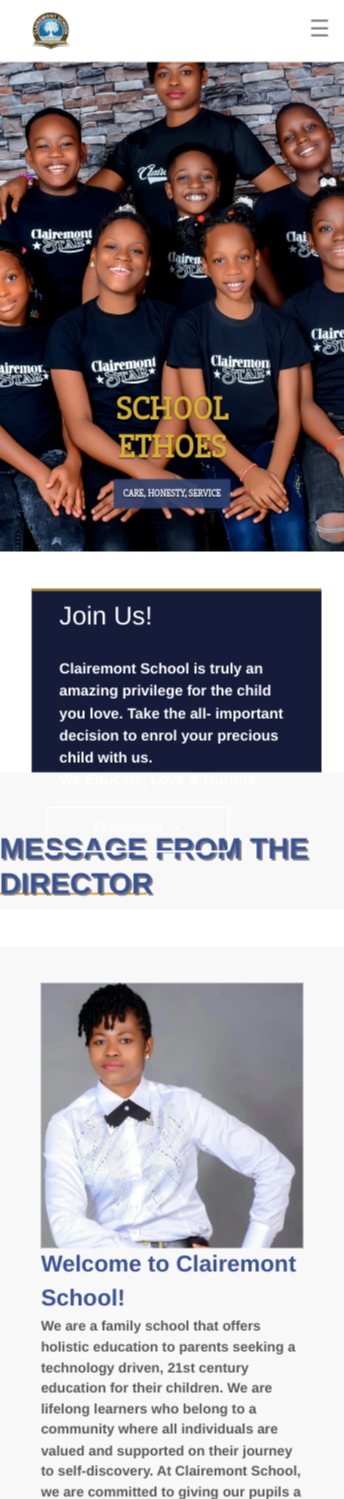 CLAIREMONT SCHOOL
Clairemont
STAR
Clairemont
STAR
Clairemont
STAR
SCHOOL
ETHOES
CARE, HONESTY, SERVICE
Join Us!
Clairemont School is truly an
amazing privilege for the child
you love. Take the all- important
decision to enrol your precious
child with us.
We Educate, Love & Nurture
MESSAGE FROM THE
DIRECTOR
Welcome to Clairemont
School!
We are a family school that offers
holistic education to parents seeking a
technology driven, 21st century
education for their children. We are
lifelong learners who belong to a
community where all individuals are
valued and supported on their journey
to self-discovery. At Clairemont School,
we are committed to giving our pupils a